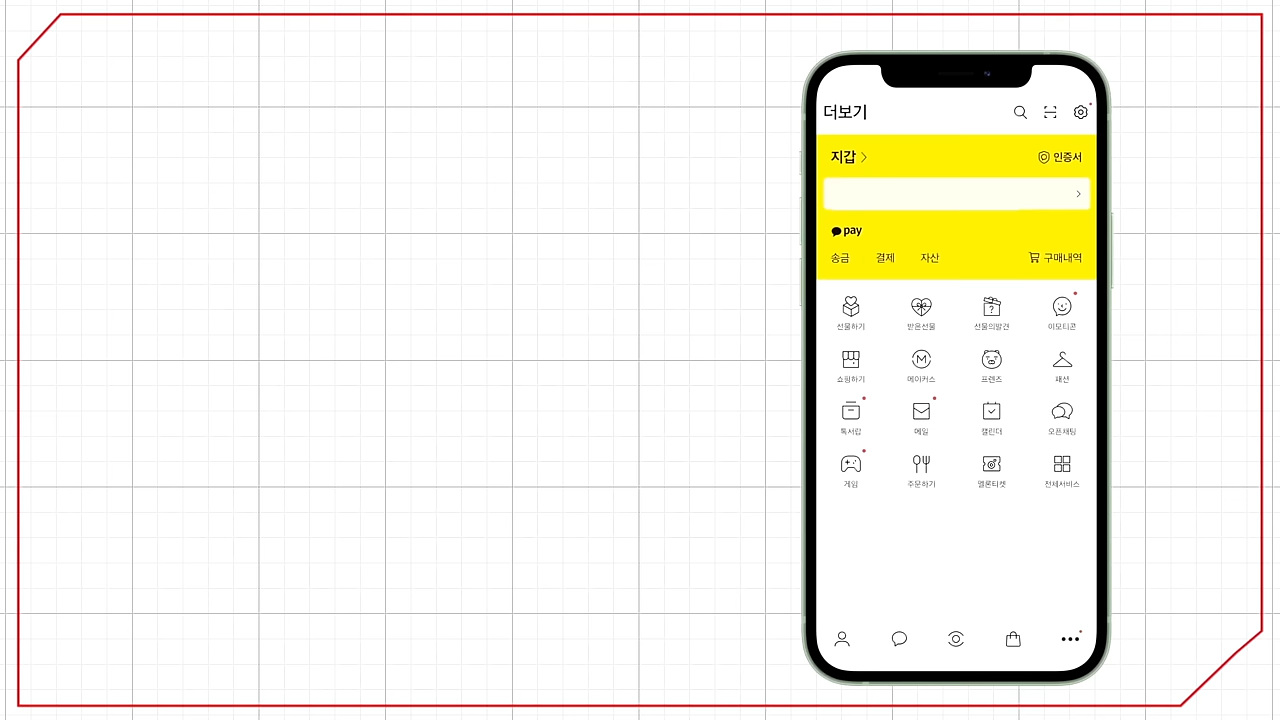 더보기
지갑
인증서
pay
송금 결제 자산 구매내역
선물하기 받은선물 선물의발견 이모티콘
쇼핑하기 메이커스 프렌즈 패션
톡서랍 메일 캘린더 오픈채팅
게임 주문하기 멜론티켓 전체서비스